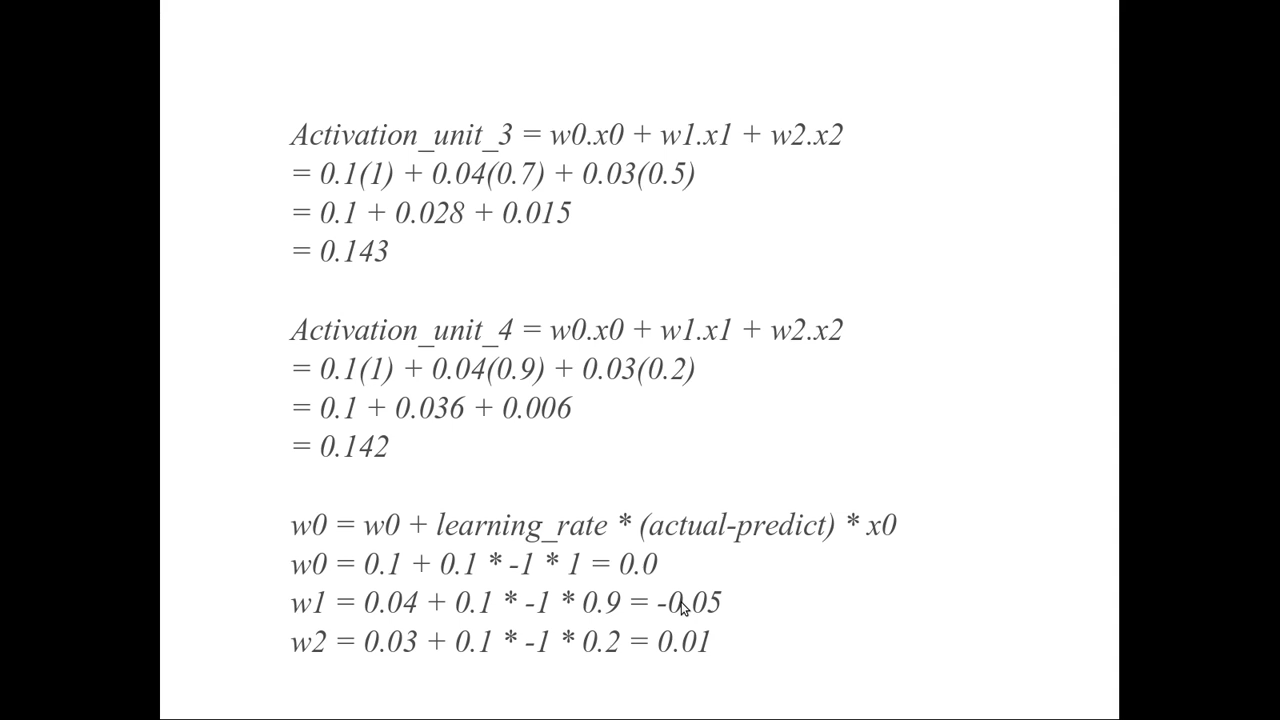 Activation_unit_3 = w0.x0 + w1.x1 + w2.x2
= 0.1(1) + 0.04(0.7) + 0.03(0.5)
= 0.1 + 0.028 + 0.015
= 0.143
Activation_unit_4 = w0.x0 + w1.x1 + w2.x2
= 0.1(1) + 0.04(0.9) + 0.03(0.2)
= 0.1 + 0.036 + 0.006
= 0.142
w0 = w0 + learning_rate * (actual-predict) * x0
w0 = 0.1 + 0.1 * -1 * 1 = 0.0
w1 = 0.04 + 0.1 * -1 * 0.9 = -0.05
w2 = 0.03 + 0.1 * -1 * 0.2 = 0.01